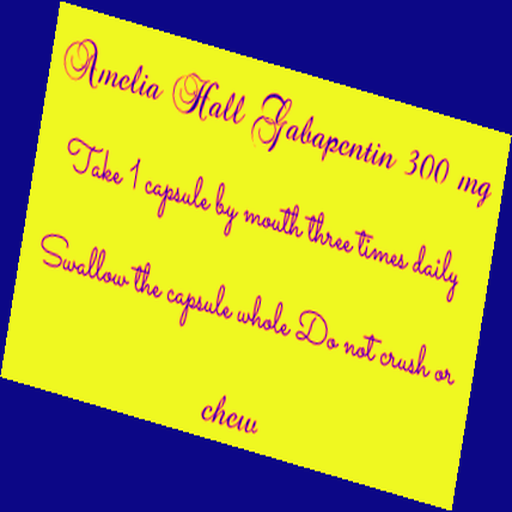 Amelia Hall Gabapentin 300 mg
Take 1 capsule by mouth three times daily
Swallow the capsule whole Do not crush or
chew